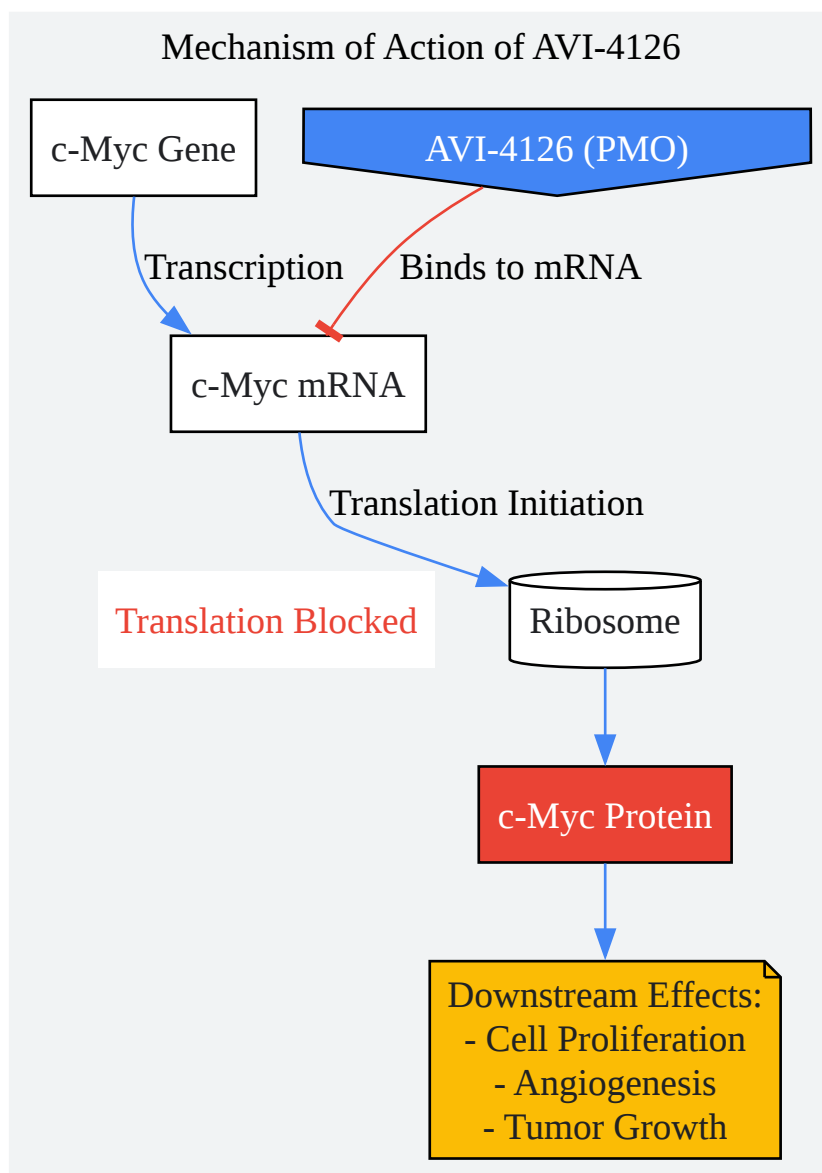 Mechanism of Action of AVI-4126
c-Myc Gene
AVI-4126 (PMO)
Transcription
Binds to mRNA
c-Myc mRNA
Translation Initiation
Translation Blocked
Ribosome
c-Myc Protein
Downstream Effects:
- Cell Proliferation
- Angiogenesis
- Tumor Growth